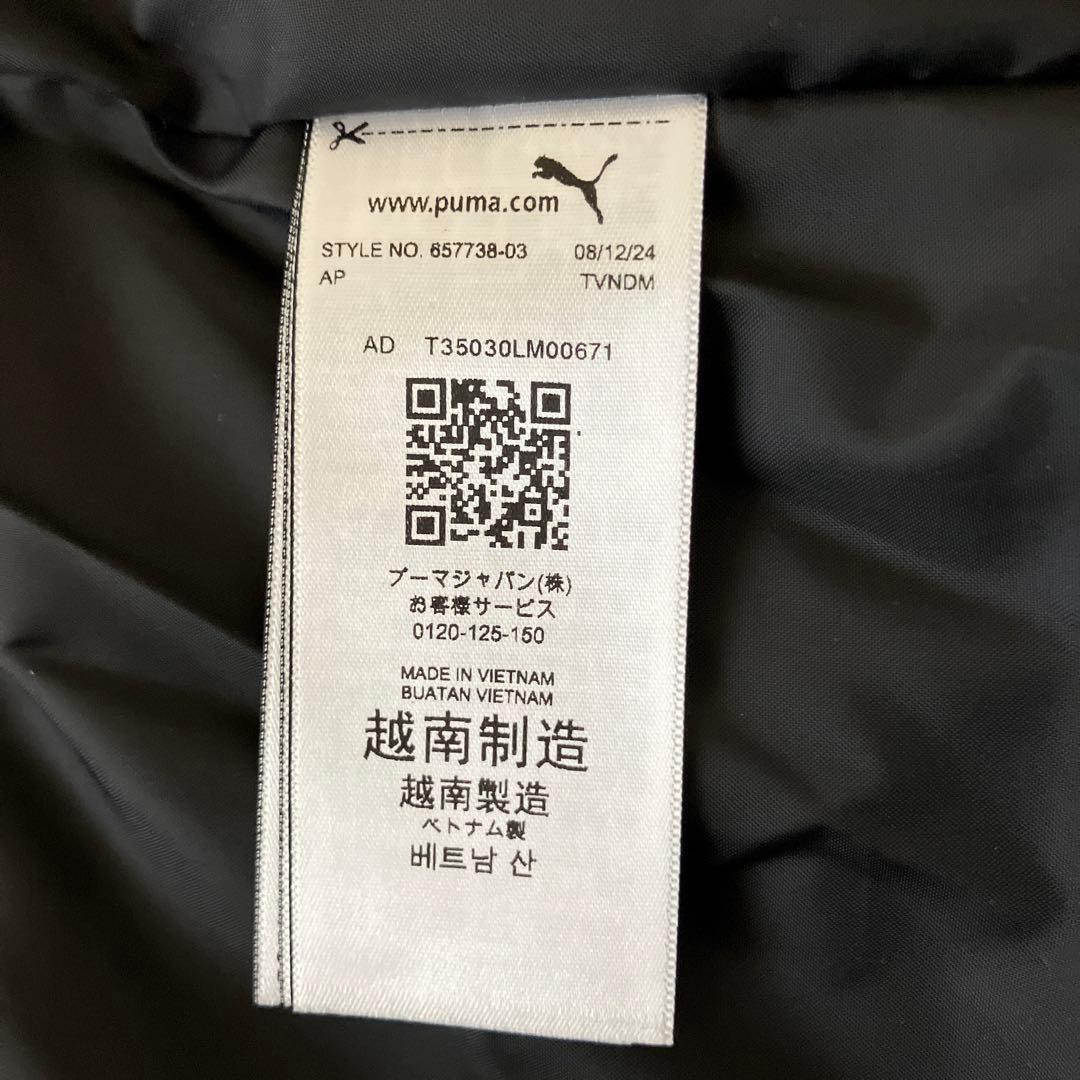 www.puma.com
STYLE NO. 657738-03 08/12/24
AP TVNDM
AD T35030LM00671
プーマジャパン(株)
お客様サービス
0120-125-150
MADE IN VIETNAM
BUATAN VIETNAM
越南制造
越南製造
ベトナム製
베트남 산